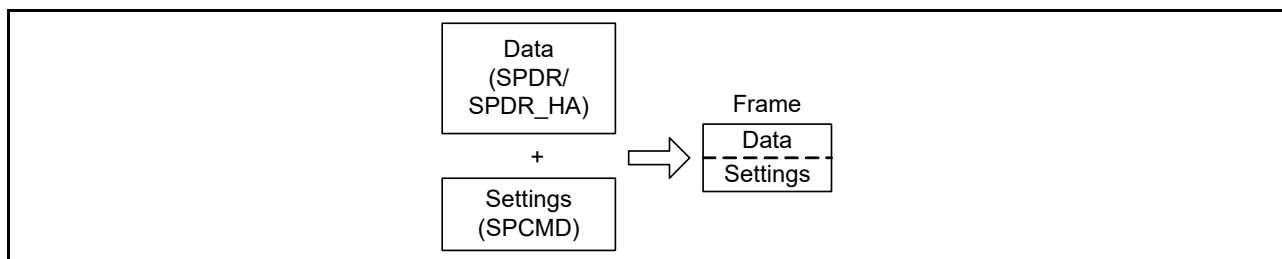 Data
(SPDR/
SPDR_HA)
+
Settings
(SPCMD)
Frame
Data
Settings